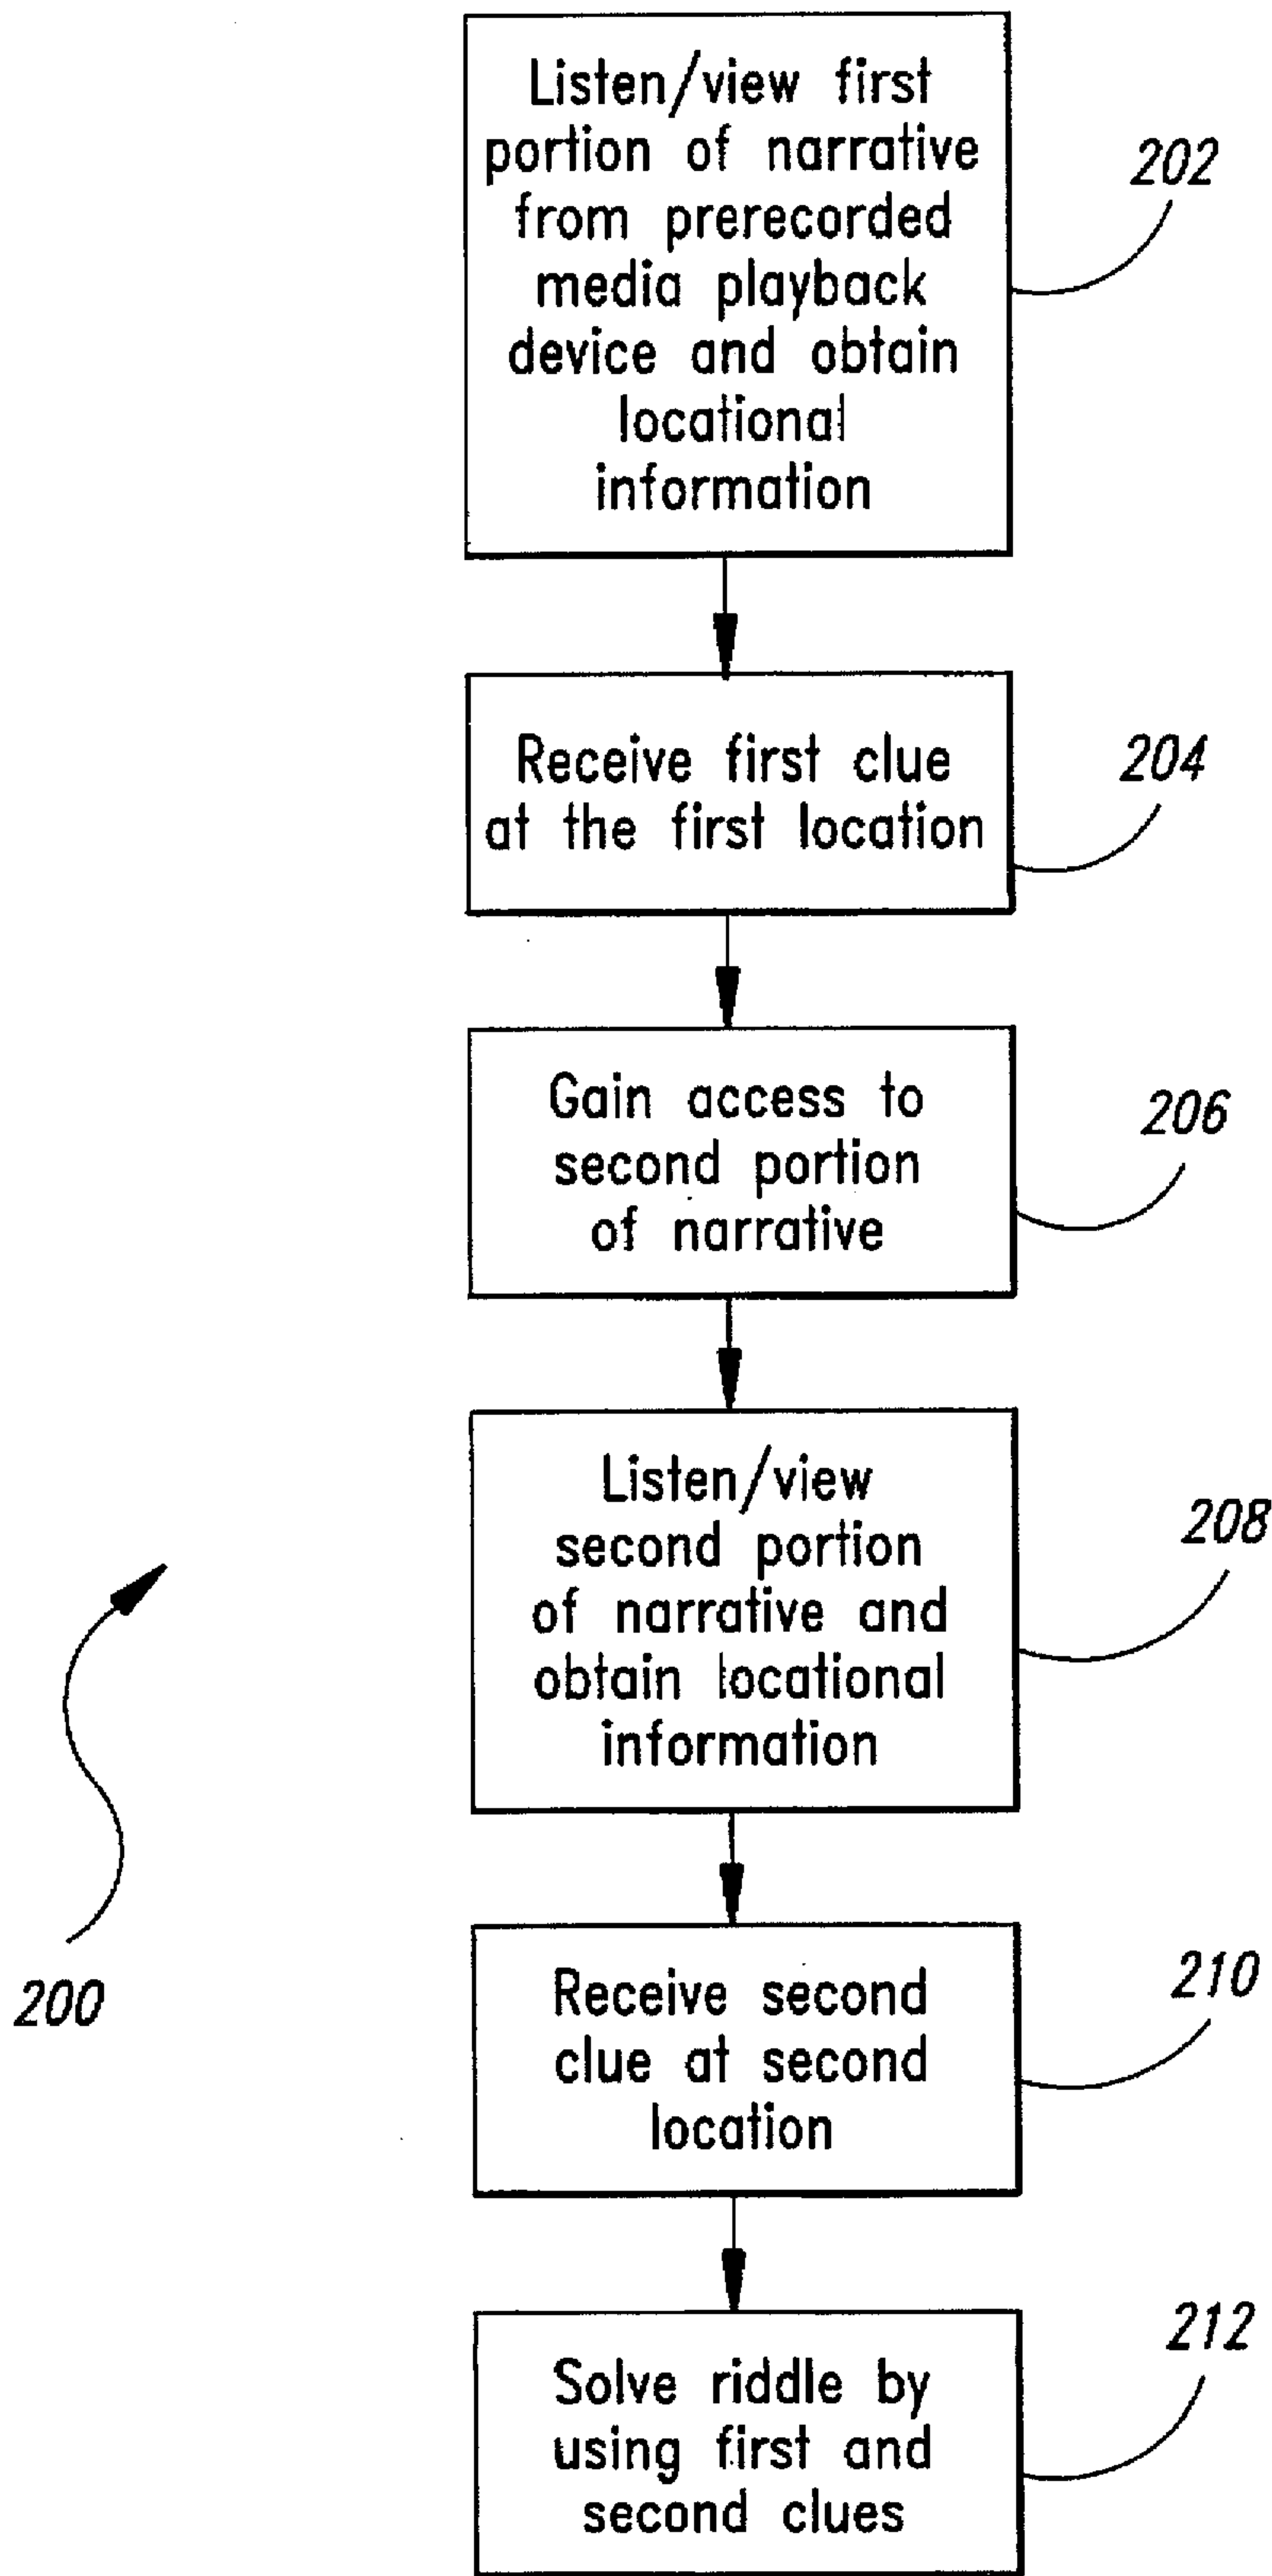 Listen/view first
portion of narrative
from prerecorded
media playback
device and obtain
locational
information
202
Receive first clue
at the first location
204
Gain access to
second portion
of narrative
206
Listen/view
second portion
of narrative and
obtain locational
information
208
200
Receive second
clue at second
location
210
Solve riddle by
using first and
second clues
212